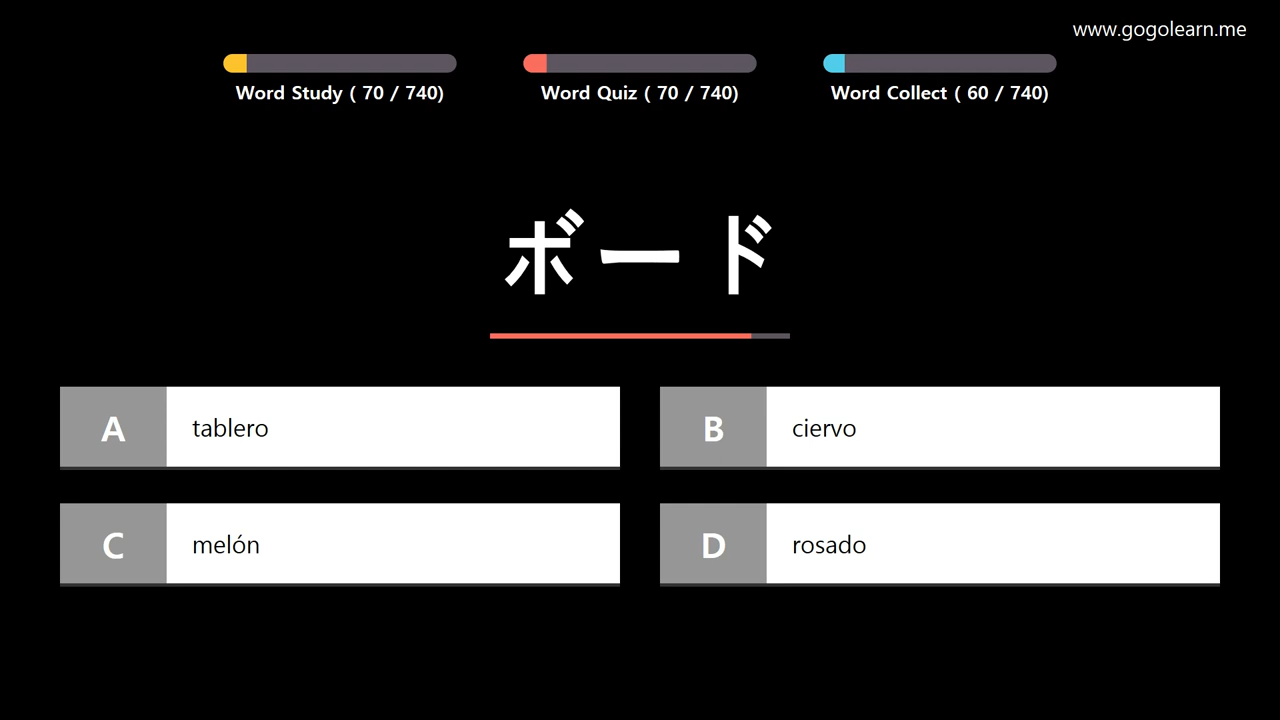 www.gogolearn.me
Word Study ( 70 / 740)
Word Quiz ( 70 / 740)
Word Collect ( 60 / 740)
ボード
A tablero
B ciervo
C melón
D rosado